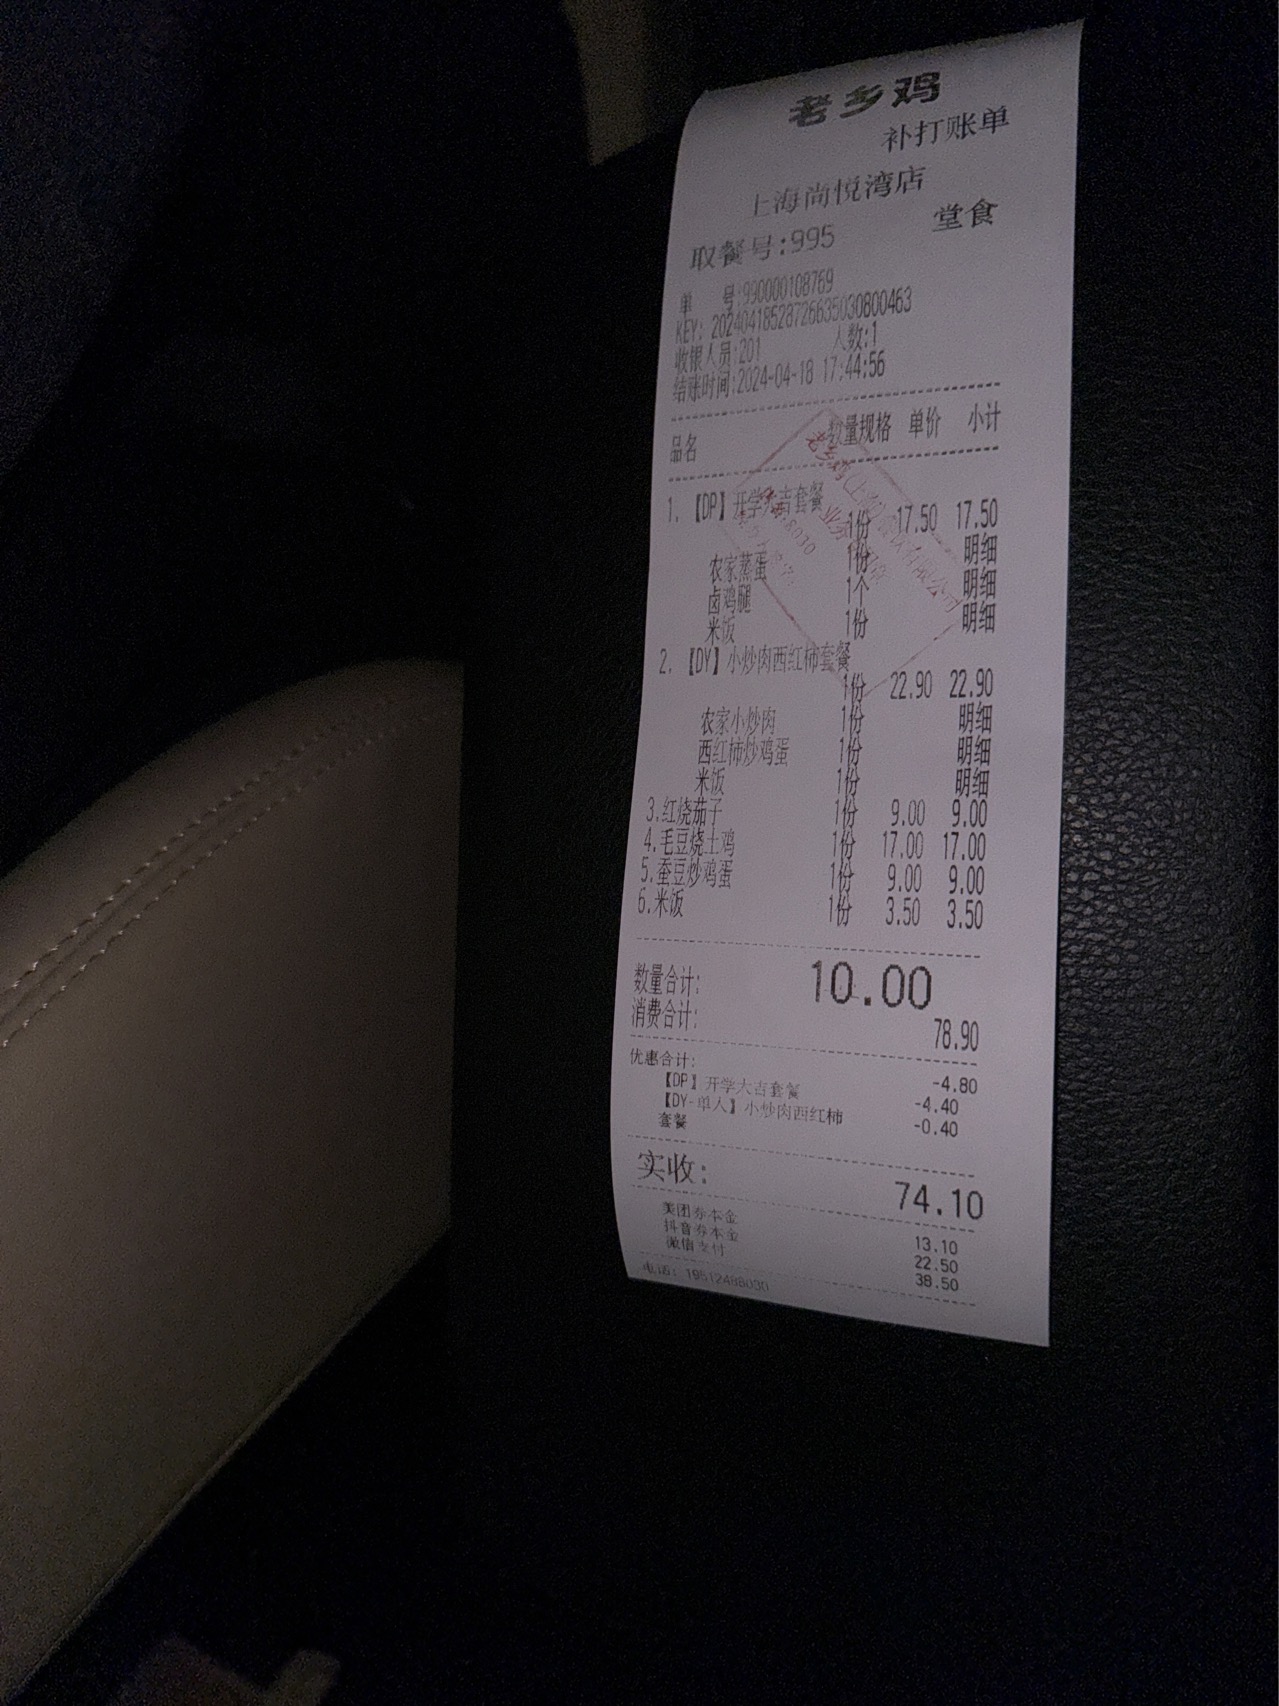 老乡鸡
补打账单
上海尚悦湾店
堂食
取餐号:995
单 号:990000108769
KEY: 20240418528726635030800463
收银人员:201 人数:1
结账时间:2024-04-18 17:44:56
品名 数量规格 单价 小计
1. 【DP】开学大吉套餐
1份 17.50 17.50
农家蒸蛋 1份 明细
卤鸡腿 1个 明细
米饭 1份 明细
2. 【DY】小炒肉西红柿套餐
1份 22.90 22.90
农家小炒肉 1份 明细
西红柿炒鸡蛋 1份 明细
米饭 1份 明细
3.红烧茄子 1份 9.00 9.00
4.毛豆烧土鸡 1份 17.00 17.00
5.蚕豆炒鸡蛋 1份 9.00 9.00
6.米饭 1份 3.50 3.50
数量合计: 10.00
消费合计: 78.90
优惠合计: -4.80
【DP】开学大吉套餐 -4.40
【DY-单人】小炒肉西红柿 -0.40
套餐
实收: 74.10
美团券本金 13.10
抖音券本金 22.50
微信支付 38.50
电话: 19512488030